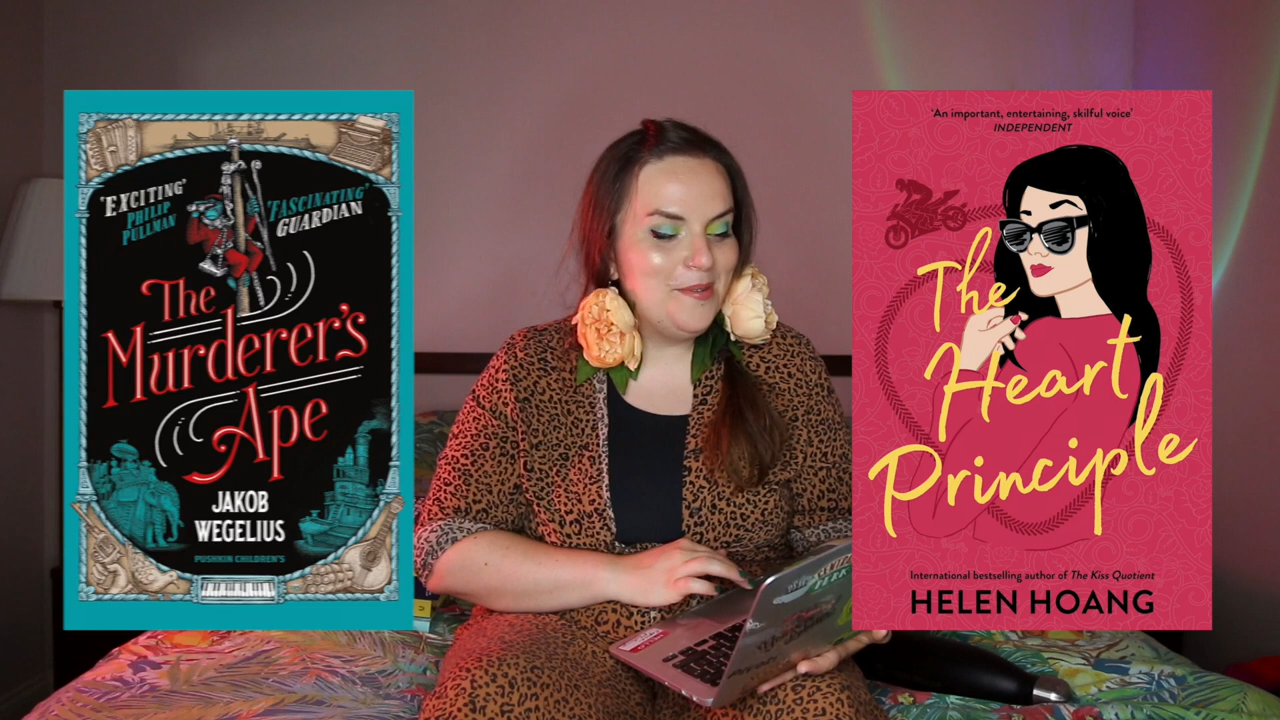 'EXCITING'
PHILIP
PULLMAN
'FASCINATING'
GUARDIAN
The
Murderer's
Ape
JAKOB
WEGELIUS
PUSHKIN CHILDREN'S
'An important, entertaining, skilful voice'
INDEPENDENT
The
Heart
Principle
International bestselling author of The Kiss Quotient
HELEN HOANG